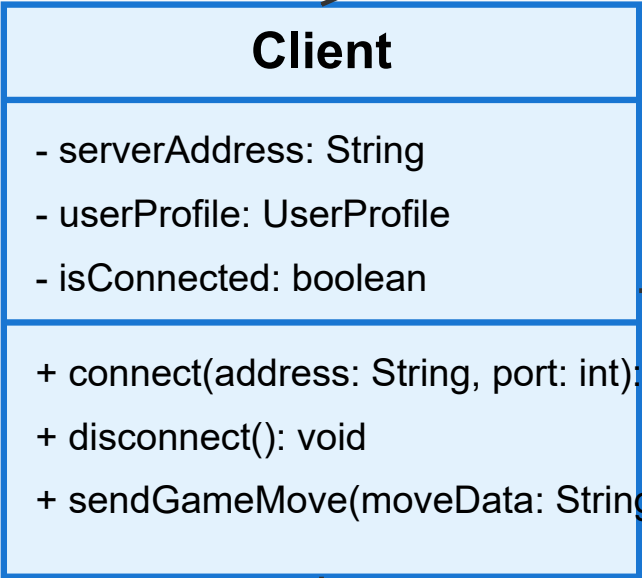 Client
- serverAddress: String
- userProfile: UserProfile
- isConnected: boolean
+ connect(address: String, port: int):
+ disconnect(): void
+ sendGameMove(moveData: String